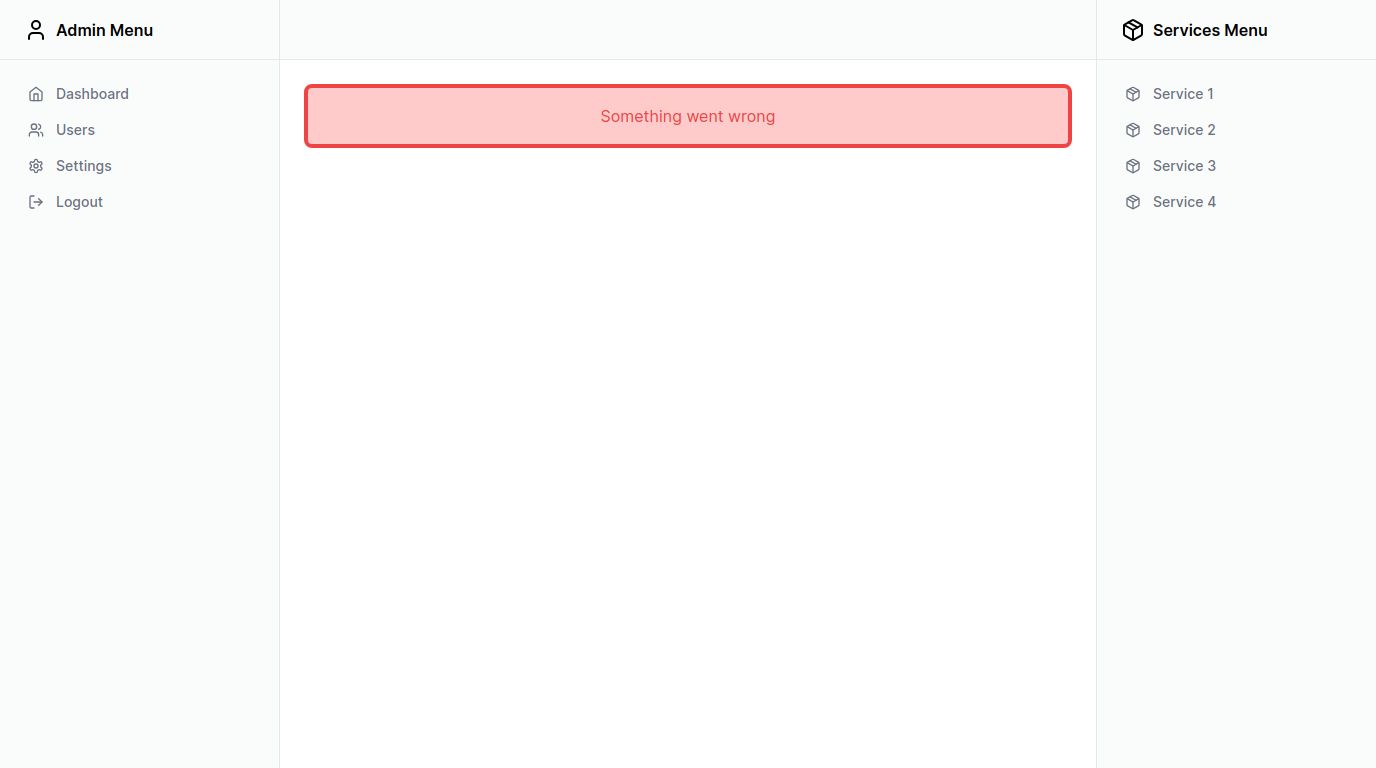 Admin Menu
Dashboard
Users
Settings
Logout
Something went wrong
Services Menu
Service 1
Service 2
Service 3
Service 4